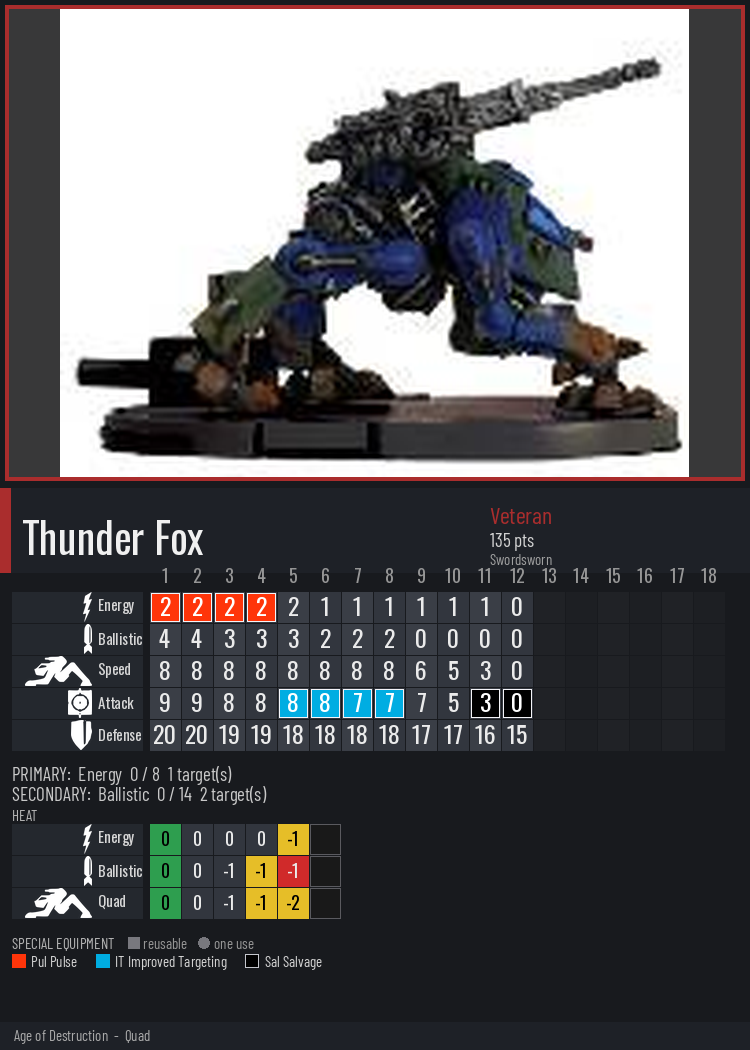 Thunder Fox
Veteran
135 pts
Swordsworn
1 2 3 4 5 6 7 8 9 10 11 12 13 14 15 16 17 18
Energy 2 2 2 2 2 1 1 1 1 1 1 0
Ballistic 4 4 3 3 3 2 2 2 0 0 0 0
Speed 8 8 8 8 8 8 8 8 6 5 3 0
Attack 9 9 8 8 8 8 7 7 7 5 3 0
Defense 20 20 19 19 18 18 18 18 17 17 16 15
PRIMARY: Energy 0 / 8 1 target(s)
SECONDARY: Ballistic 0 / 14 2 target(s)
HEAT
Energy 0 0 0 0 -1
Ballistic 0 0 -1 -1 -1
Quad 0 0 -1 -1 -2
SPECIAL EQUIPMENT reusable one use
Pul Pulse IT Improved Targeting Sal Salvage
Age of Destruction - Quad